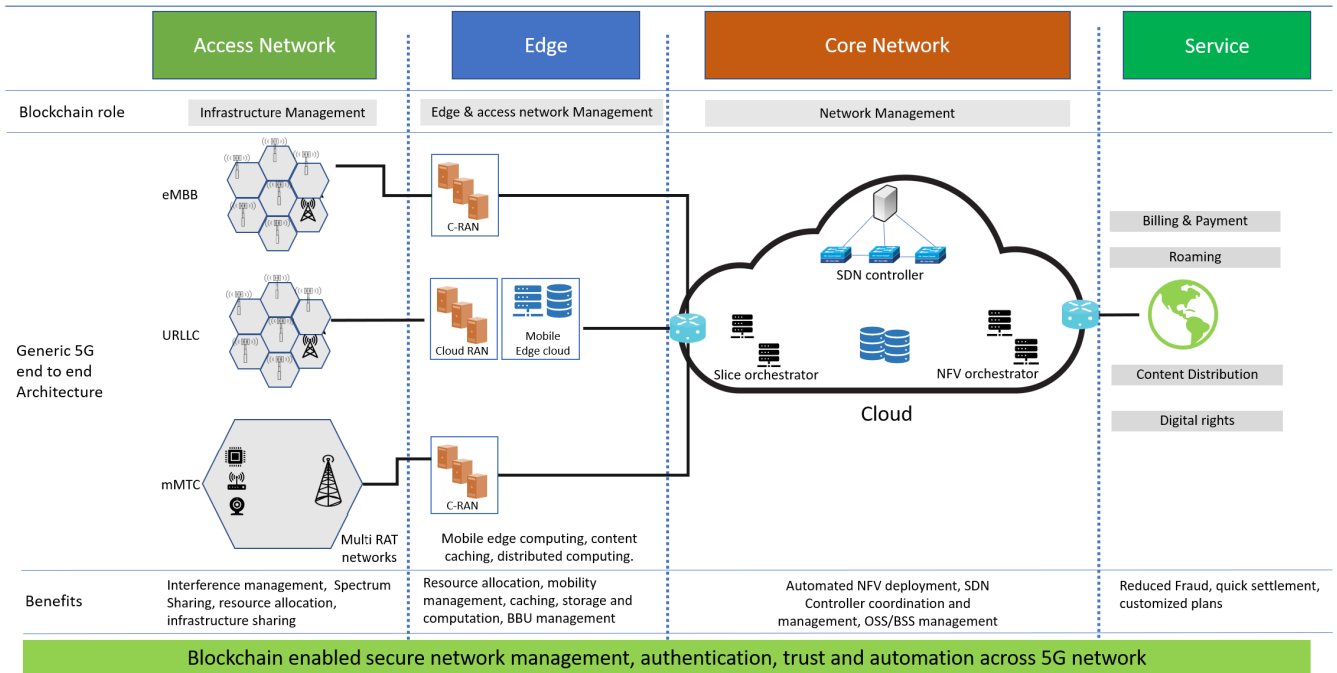 Access Network
Edge
Core Network
Service
Blockchain role
Infrastructure Management
Edge & access network Management
Network Management
eMBB
C-RAN
SDN controller
Billing & Payment
Roaming
URLLC
Cloud RAN
Mobile
Edge cloud
Generic 5G
end to end
Architecture
Slice orchestrator
NFV orchestrator
Cloud
Content Distribution
Digital rights
mMTC
C-RAN
Multi RAT
networks
Mobile edge computing, content
caching, distributed computing.
Benefits
Interference management, Spectrum
Sharing, resource allocation,
infrastructure sharing
Resource allocation, mobility
management, caching, storage and
computation, BBU management
Automated NFV deployment, SDN
Controller coordination and
management, OSS/BSS management
Reduced Fraud, quick settlement,
customized plans
Blockchain enabled secure network management, authentication, trust and automation across 5G network